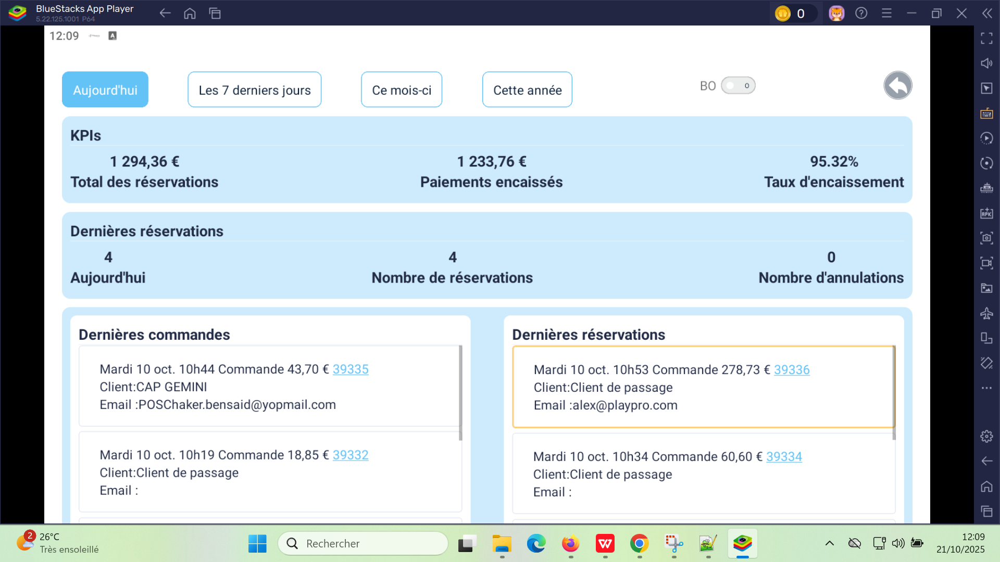 BlueStacks App Player
5.22.125.1001 P64
0
12:09
A
Aujourd'hui
Les 7 derniers jours
Ce mois-ci
Cette année
BO
0
KPIs
1 294,36 €
Total des réservations
1 233,76 €
Paiements encaissés
95.32%
Taux d'encaissement
Dernières réservations
4
Aujourd'hui
4
Nombre de réservations
0
Nombre d'annulations
Dernières commandes
Mardi 10 oct. 10h44 Commande 43,70 € 39335
Client:CAP GEMINI
Email :POSChaker.bensaid@yopmail.com
Mardi 10 oct. 10h19 Commande 18,85 € 39332
Client:Client de passage
Email :
Dernières réservations
Mardi 10 oct. 10h53 Commande 278,73 € 39336
Client:Client de passage
Email :alex@playpro.com
Mardi 10 oct. 10h34 Commande 60,60 € 39334
Client:Client de passage
Email :
APK
2
26°C
Très ensoleillé
Rechercher
W
12:09
21/10/2025